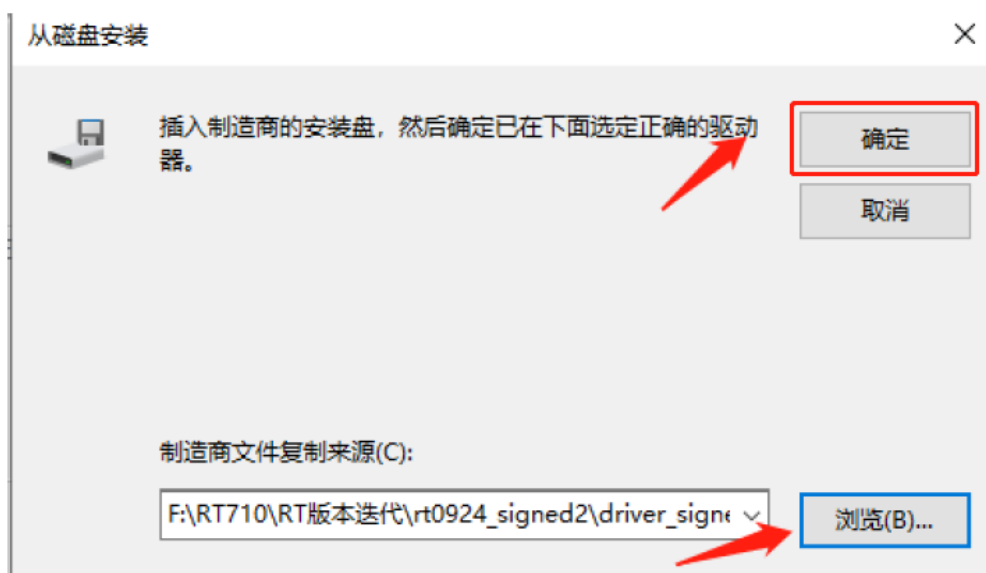 从磁盘安装
插入制造商的安装盘，然后确定已在下面选定正确的驱动
器。
确定
取消
制造商文件复制来源(C):
F:\RT710\RT版本迭代\rt0924_signed2\driver_signe
浏览(B)...